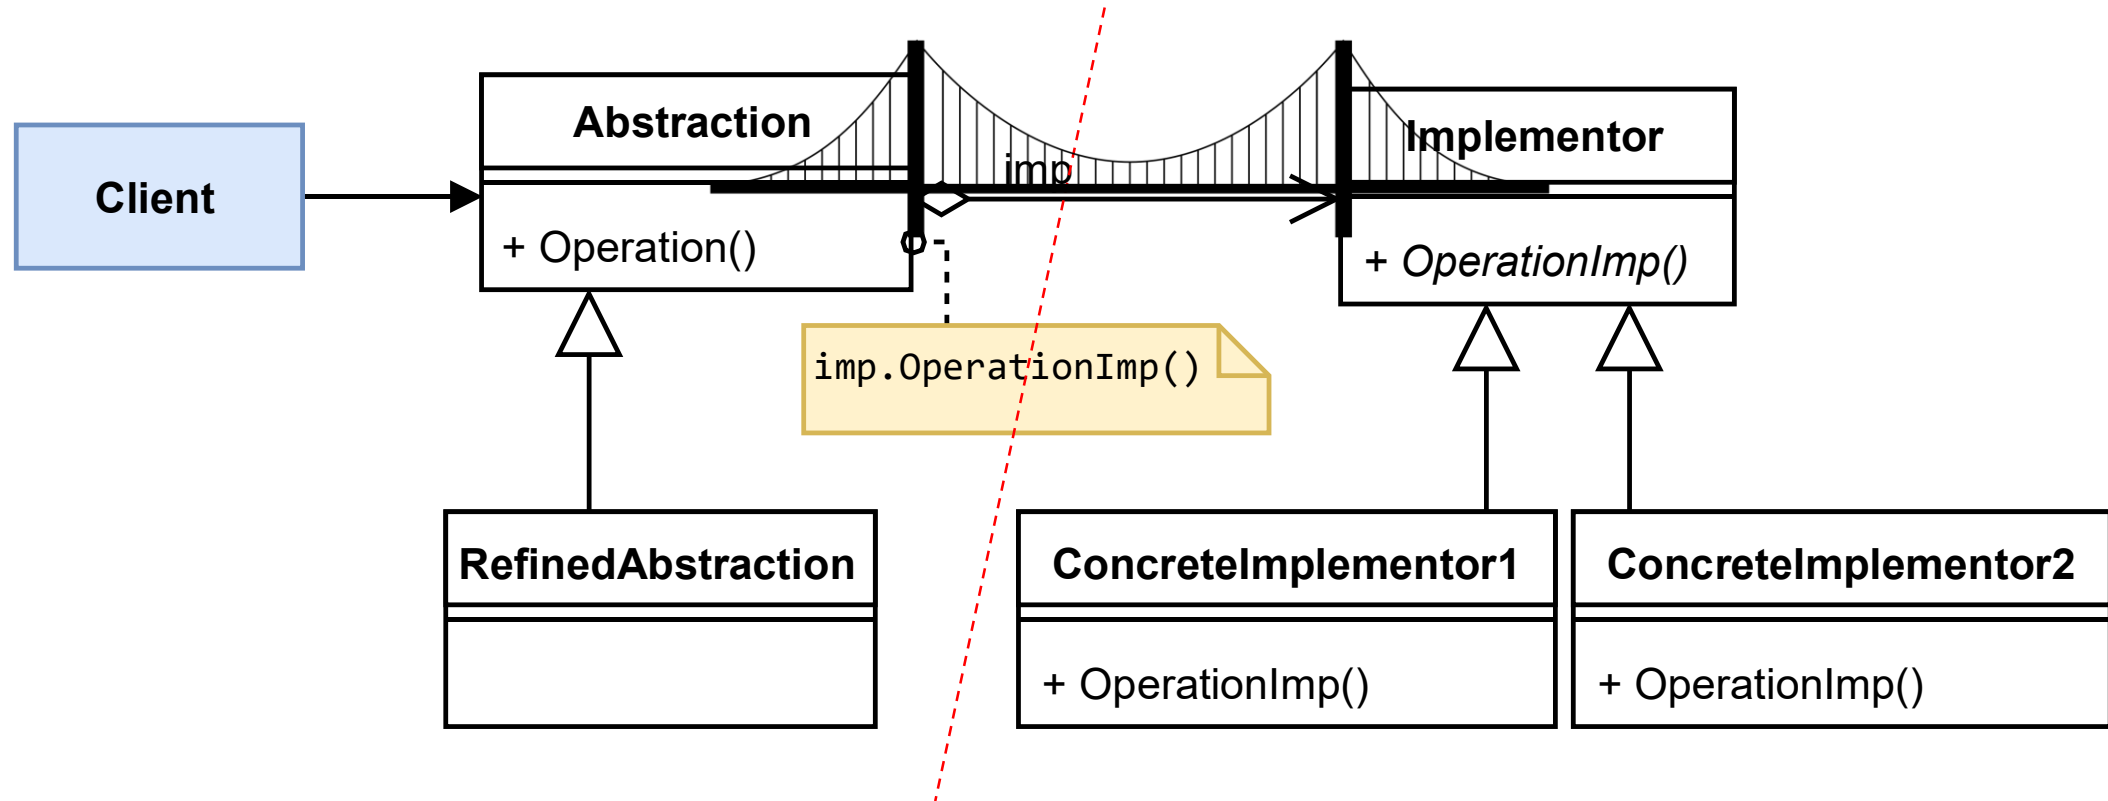 Client
Abstraction
+ Operation()
imp
Implementor
+ OperationImp()
imp.OperationImp()
RefinedAbstraction
ConcreteImplementor1
+ OperationImp()
ConcreteImplementor2
+ OperationImp()